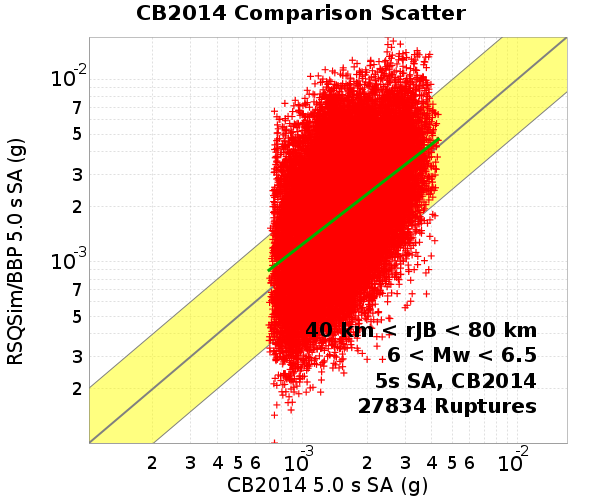 CB2014 Comparison Scatter
RSQSim/BBP 5.0 s SA (g)
10-2
7
5
3
2
10-3
7
5
3
2
40 km < rJB < 80 km
6 < Mw < 6.5
5s SA, CB2014
27834 Ruptures
2 3 4 5 6 10-3 2 3 4 5 6 10-2
CB2014 5.0 s SA (g)